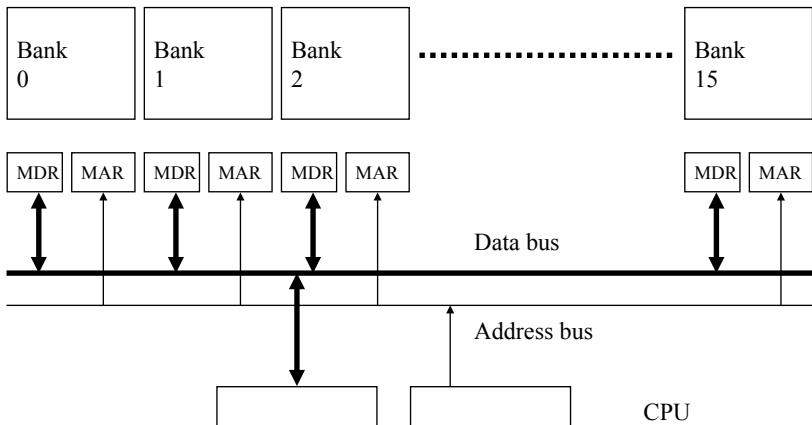 Bank
0
Bank
1
Bank
2
Bank
15
MDR MAR MDR MAR MDR MAR MDR MAR
Data bus
Address bus
CPU